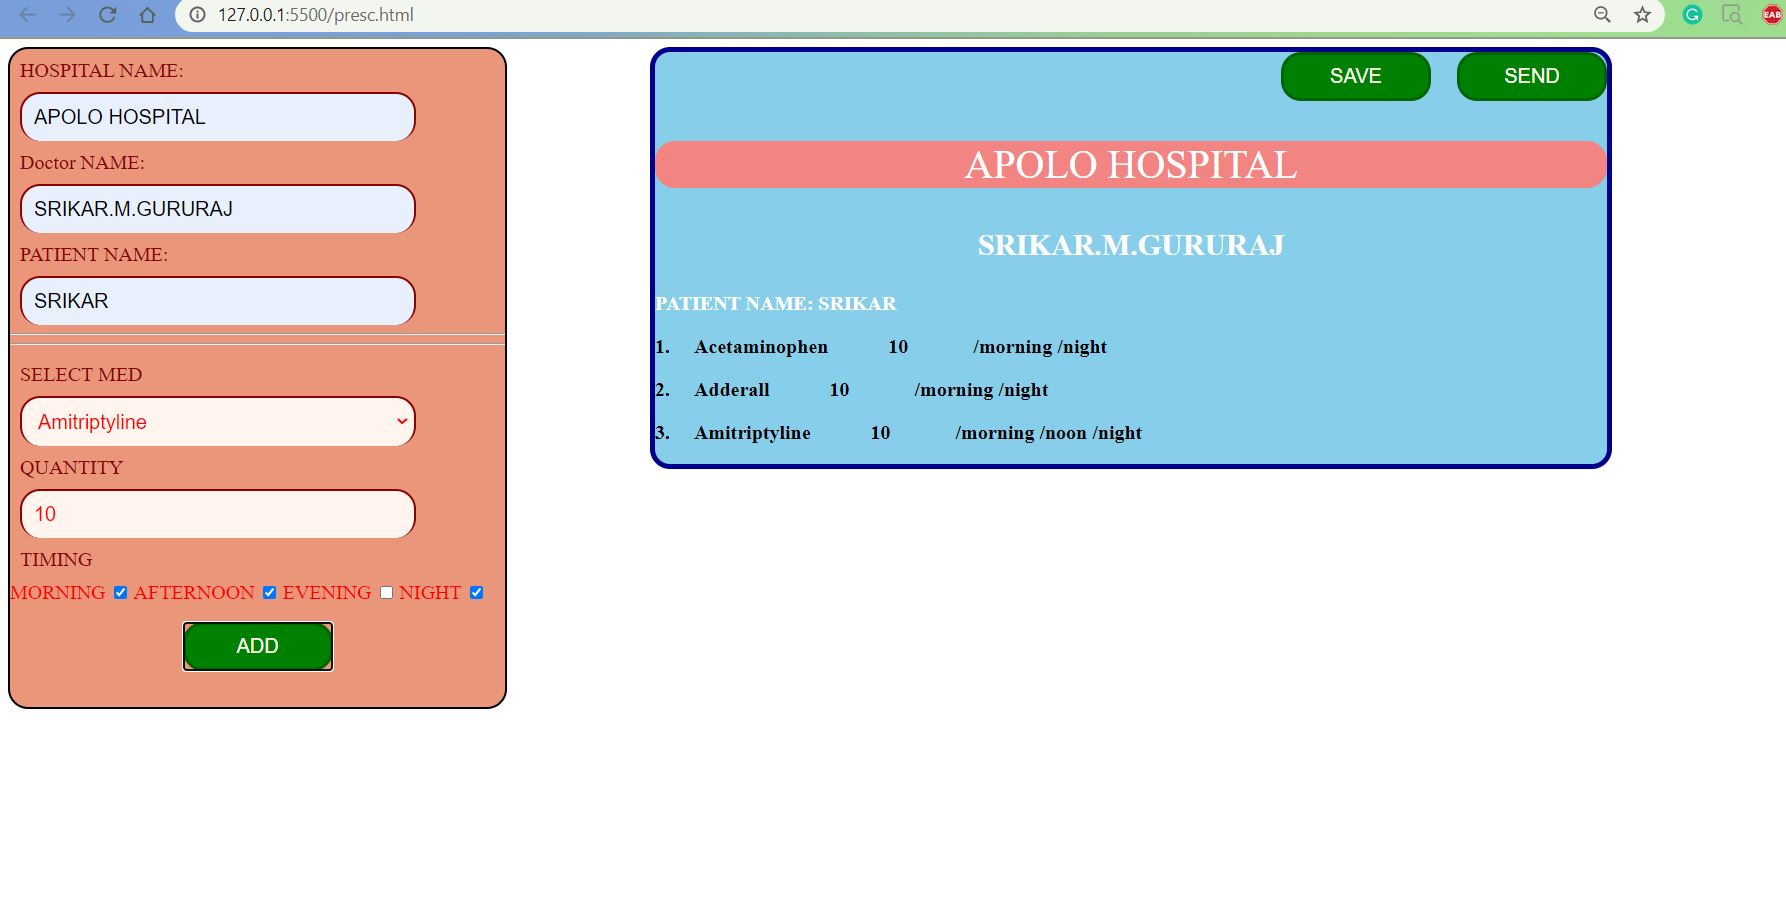 127.0.0.1:5500/presc.html
EAB
HOSPITAL NAME:
APOLO HOSPITAL
Doctor NAME:
SRIKAR.M.GURURAJ
PATIENT NAME:
SRIKAR
SELECT MED
Amitriptyline
QUANTITY
10
TIMING
MORNING AFTERNOON EVENING NIGHT
ADD
SAVE SEND
APOLO HOSPITAL
SRIKAR.M.GURURAJ
PATIENT NAME: SRIKAR
1. Acetaminophen 10 /morning /night
2. Adderall 10 /morning /night
3. Amitriptyline 10 /morning /noon /night